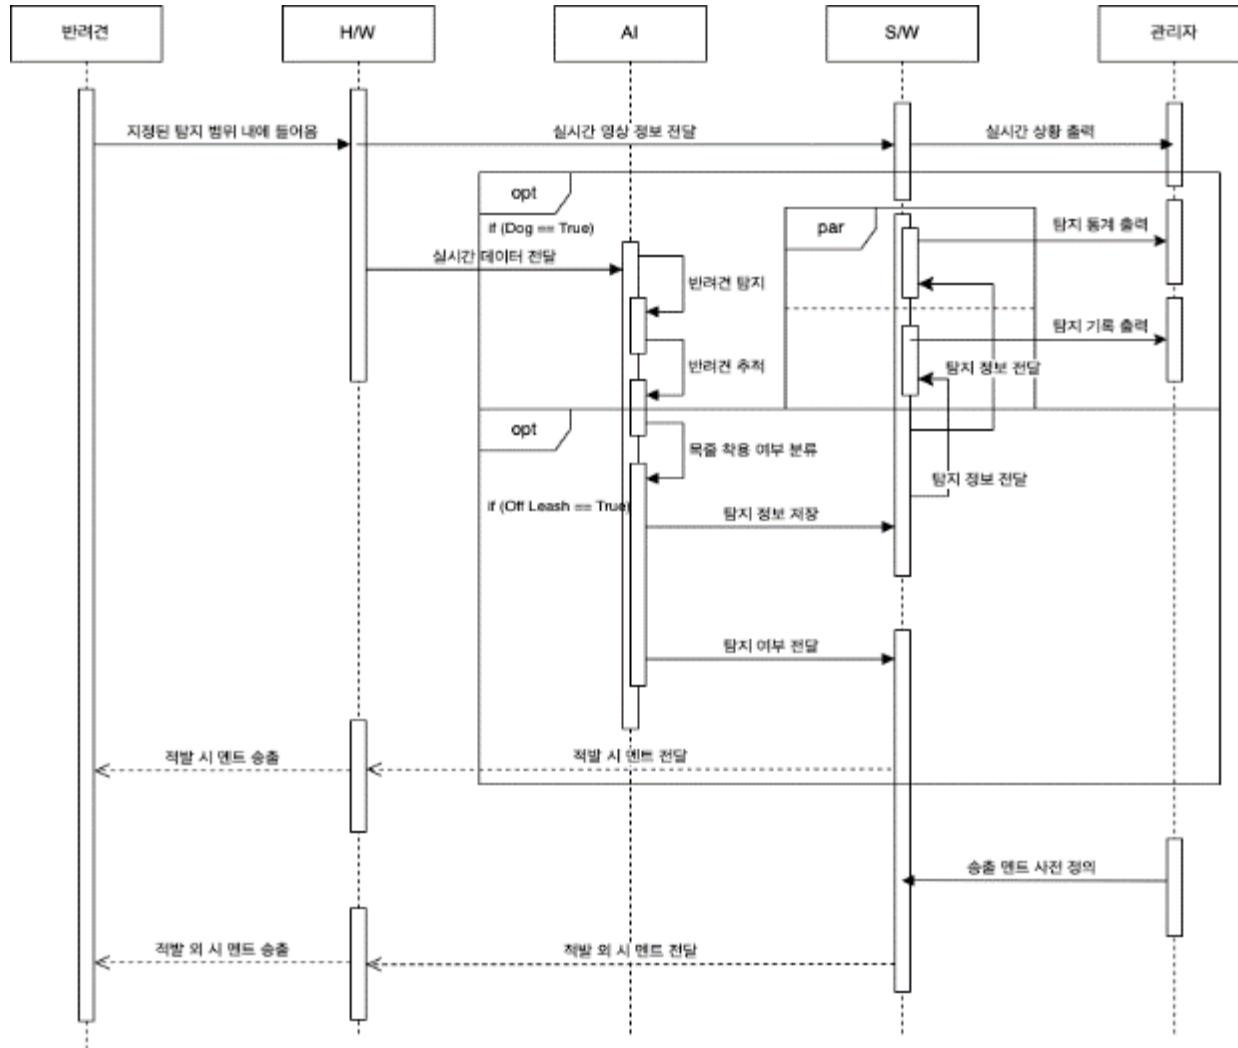 반려견
H/W
AI
S/W
관리자
지정된 탐지 범위 내에 들어옴
실시간 영상 정보 전달
실시간 상황 출력
opt
if (Dog == True)
par
탐지 통계 출력
실시간 데이터 전달
반려견 탐지
탐지 기록 출력
반려견 추적
탐지 정보 전달
opt
목줄 착용 여부 분류
탐지 정보 전달
if (Off Leash == True)
탐지 정보 저장
탐지 여부 전달
적발 시 멘트 송출
적발 시 멘트 전달
송출 멘트 사전 정의
적발 외 시 멘트 송출
적발 외 시 멘트 전달